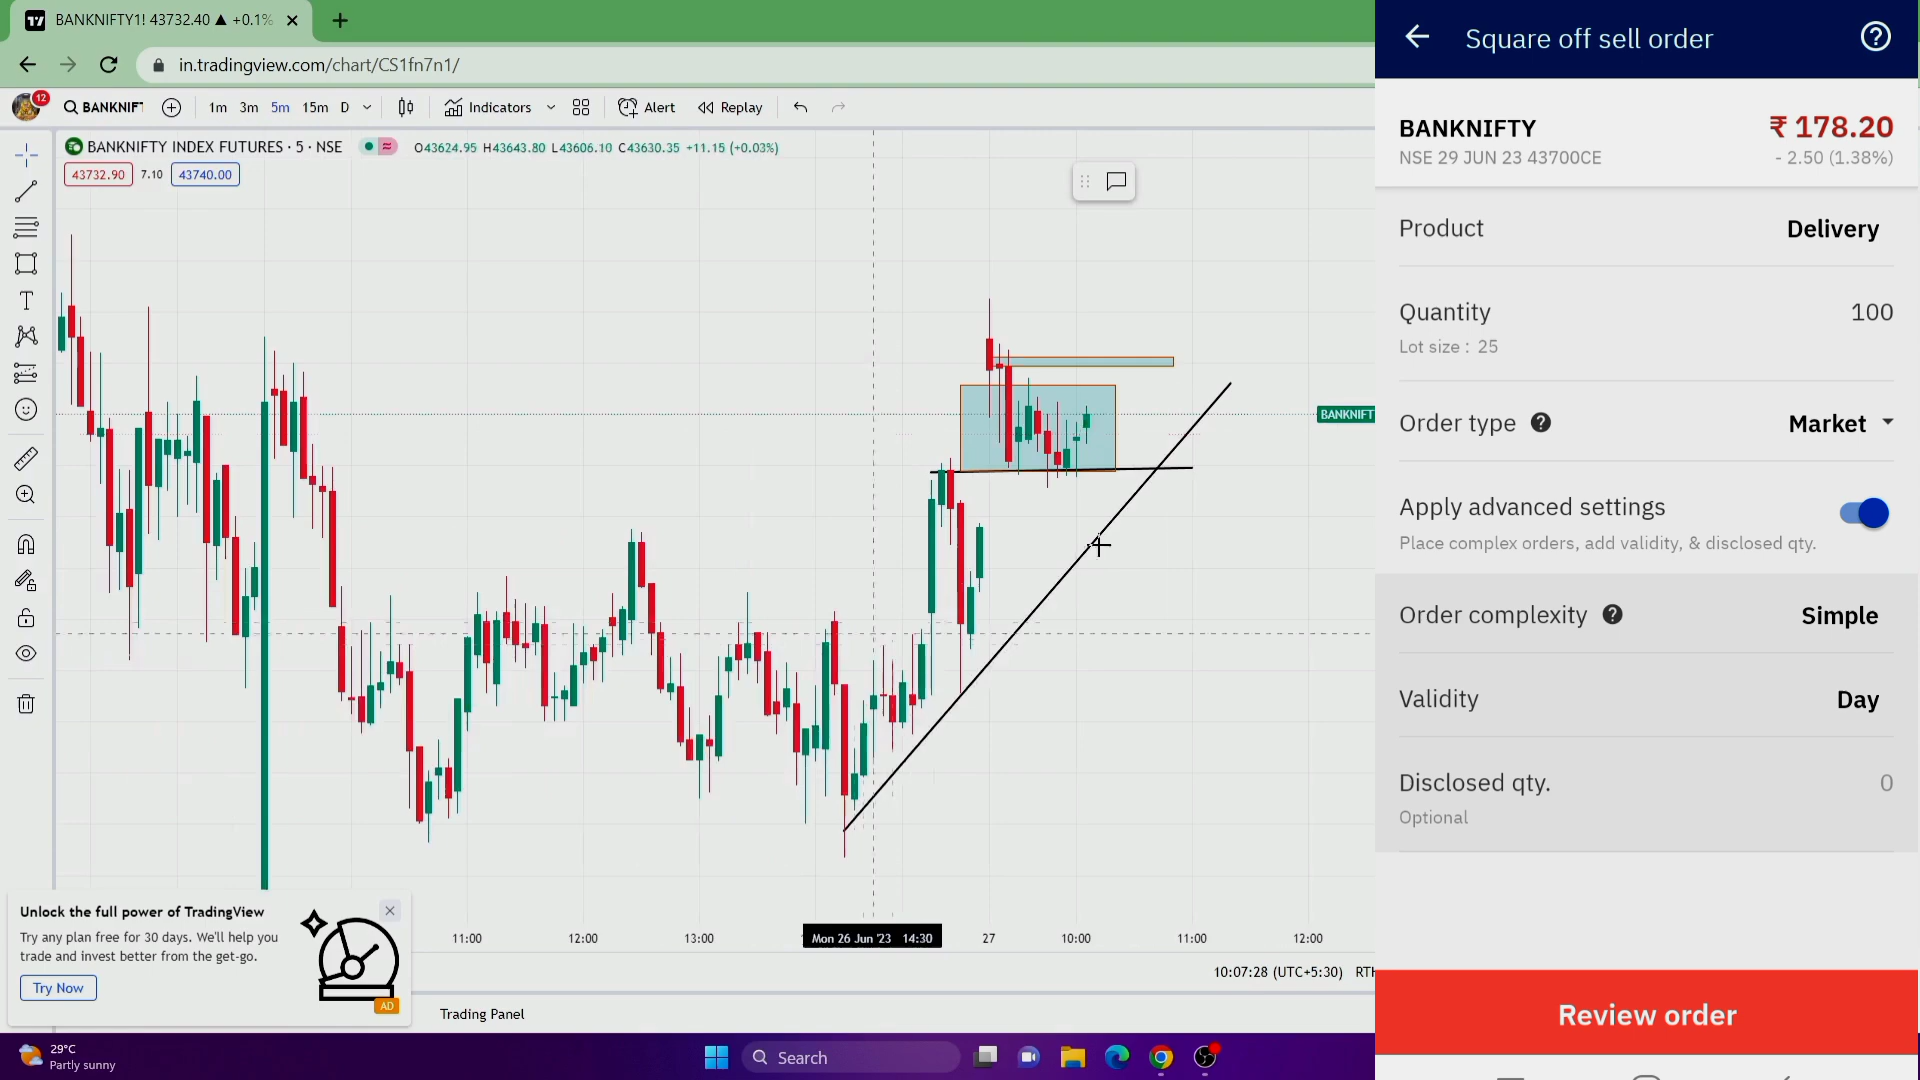 BANKNIFTY1! 43732.40 ▲ +0.1%
in.tradingview.com/chart/CS1fn7n1/
12
BANKNIF
1m 3m 5m 15m D
Indicators
Alert
Replay
BANKNIFTY INDEX FUTURES · 5 · NSE
O43624.95 H43643.80 L43606.10 C43630.35 +11.15 (+0.03%)
43732.90 7.10 43740.00
BANKNIFT
11:00 12:00 13:00 Mon 26 Jun '23 14:30 27 10:00 11:00 12:00
10:07:28 (UTC+5:30) RTH
Unlock the full power of TradingView
Try any plan free for 30 days. We'll help you
trade and invest better from the get-go.
Try Now
AD
Trading Panel
29°C
Partly sunny
Search
Square off sell order
BANKNIFTY
₹ 178.20
NSE 29 JUN 23 43700CE
- 2.50 (1.38%)
Product
Delivery
Quantity
100
Lot size : 25
Order type
Market
Apply advanced settings
Place complex orders, add validity, & disclosed qty.
Order complexity
Simple
Validity
Day
Disclosed qty.
0
Optional
Review order